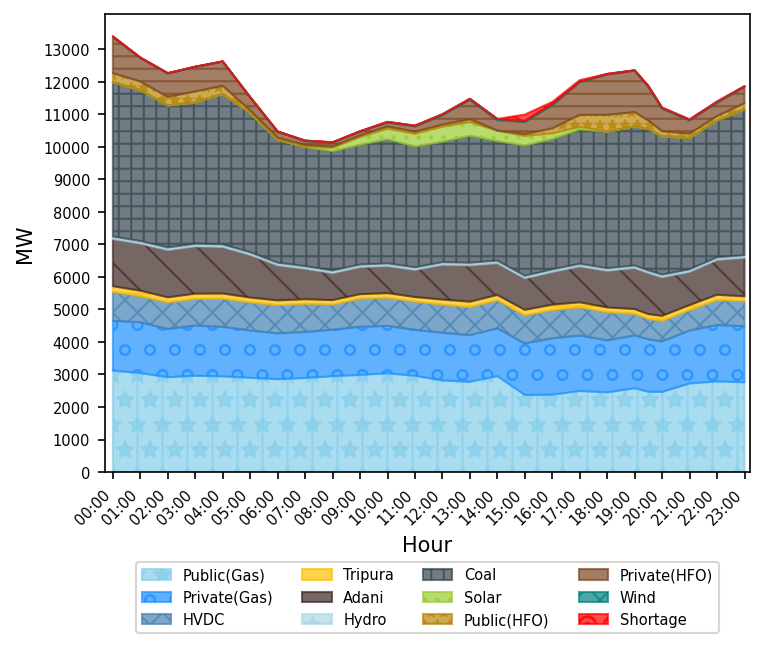 13000
12000
11000
10000
9000
8000
7000
6000
5000
4000
3000
2000
1000
0
MW
00:00 01:00 02:00 03:00 04:00 05:00 06:00 07:00 08:00 09:00 10:00 11:00 12:00 13:00 14:00 15:00 16:00 17:00 18:00 19:00 20:00 21:00 22:00 23:00
Hour
Public(Gas) Tripura Coal Private(HFO)
Private(Gas) Adani Solar Wind
HVDC Hydro Public(HFO) Shortage